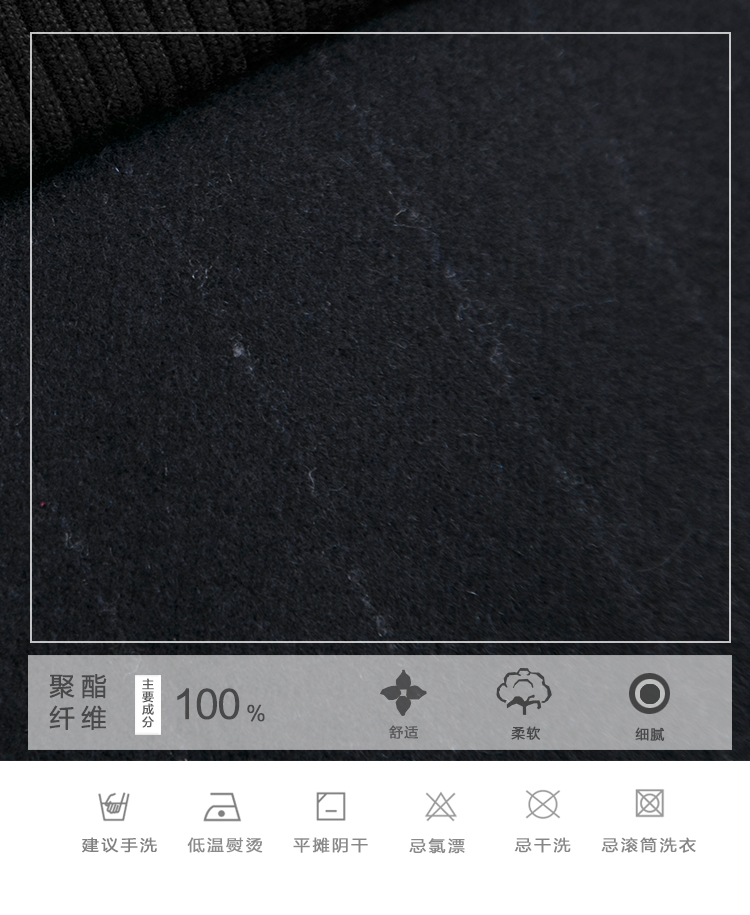 聚酯
纤维
主要成分
100%
舒适 柔软 细腻
建议手洗 低温熨烫 平摊阴干 忌氯漂 忌干洗 忌滚筒洗衣